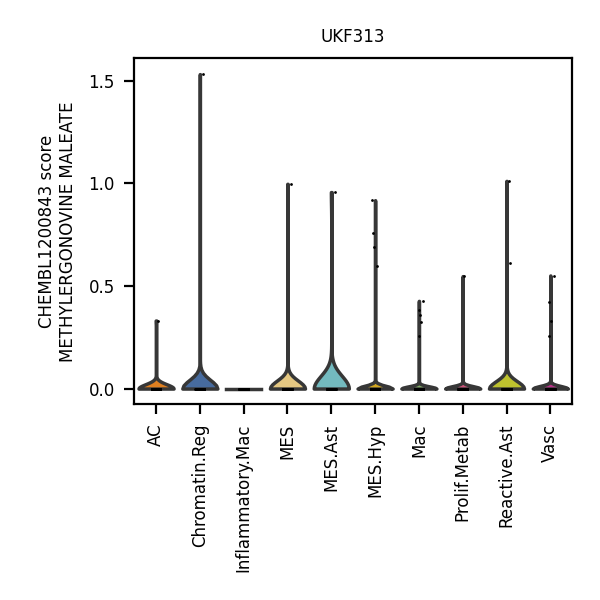 UKF313
CHEMBL1200843 score
METHYLERGONOVINE MALEATE
1.5
1.0
0.5
0.0
AC
Chromatin.Reg
Inflammatory.Mac
MES
MES.Ast
MES.Hyp
Mac
Prolif.Metab
Reactive.Ast
Vasc